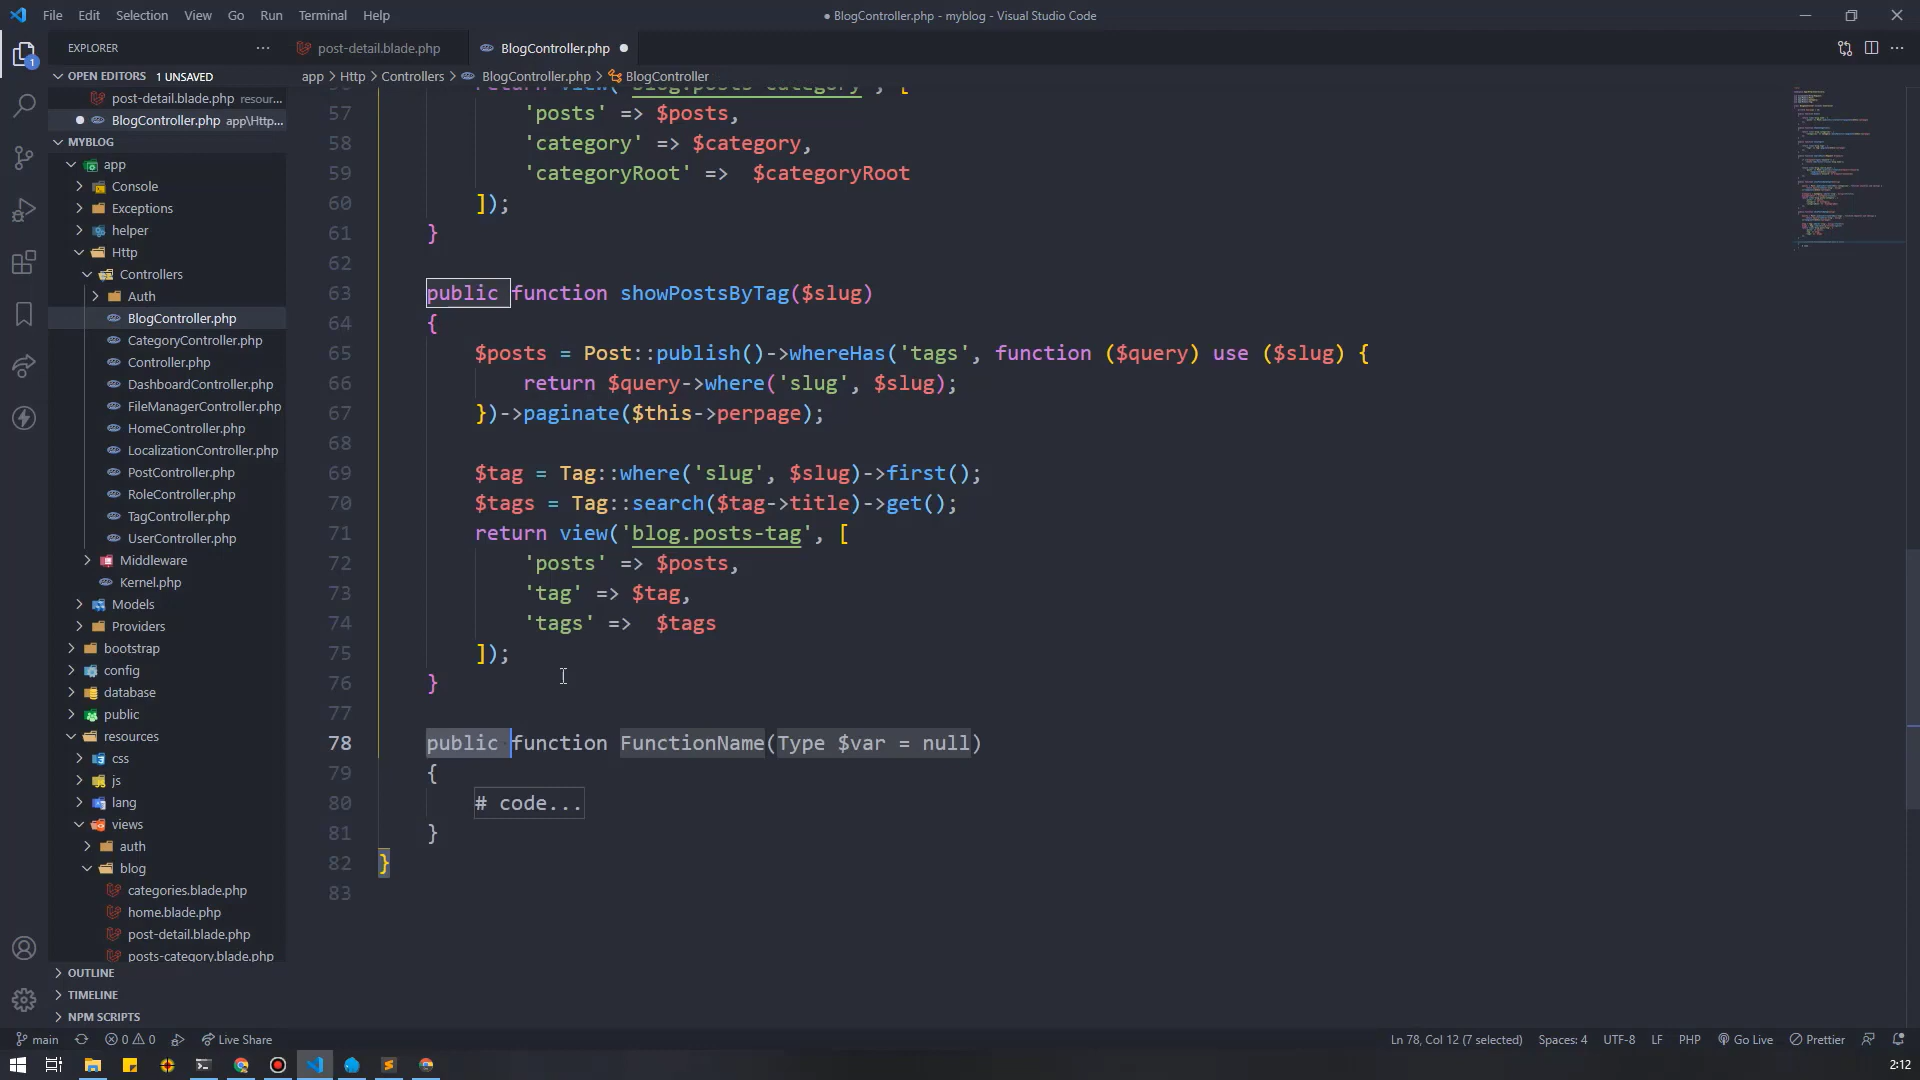 File Edit Selection View Go Run Terminal Help
● BlogController.php - myblog - Visual Studio Code
EXPLORER
OPEN EDITORS 1 UNSAVED
post-detail.blade.php resour...
BlogController.php app\Http...
MYBLOG
app
Console
Exceptions
helper
Http
Controllers
Auth
BlogController.php
CategoryController.php
Controller.php
DashboardController.php
FileManagerController.php
HomeController.php
LocalizationController.php
PostController.php
RoleController.php
TagController.php
UserController.php
Middleware
Kernel.php
Models
Providers
bootstrap
config
database
public
resources
css
js
lang
views
auth
blog
categories.blade.php
home.blade.php
post-detail.blade.php
posts-category.blade.php
OUTLINE
TIMELINE
NPM SCRIPTS
post-detail.blade.php
BlogController.php
app > Http > Controllers > BlogController.php > BlogController
return view('blog.posts-category', [
57 'posts' => $posts,
58 'category' => $category,
59 'categoryRoot' => $categoryRoot
60 ]);
61 }
62
63 public function showPostsByTag($slug)
64 {
65 $posts = Post::publish()->whereHas('tags', function ($query) use ($slug) {
66 return $query->where('slug', $slug);
67 })->paginate($this->perpage);
68
69 $tag = Tag::where('slug', $slug)->first();
70 $tags = Tag::search($tag->title)->get();
71 return view('blog.posts-tag', [
72 'posts' => $posts,
73 'tag' => $tag,
74 'tags' => $tags
75 ]);
76 }
77
78 public function FunctionName(Type $var = null)
79 {
80 # code...
81 }
82 }
83
main 0 0 Live Share
Ln 78, Col 12 (7 selected) Spaces: 4 UTF-8 LF PHP Go Live Prettier
2:12